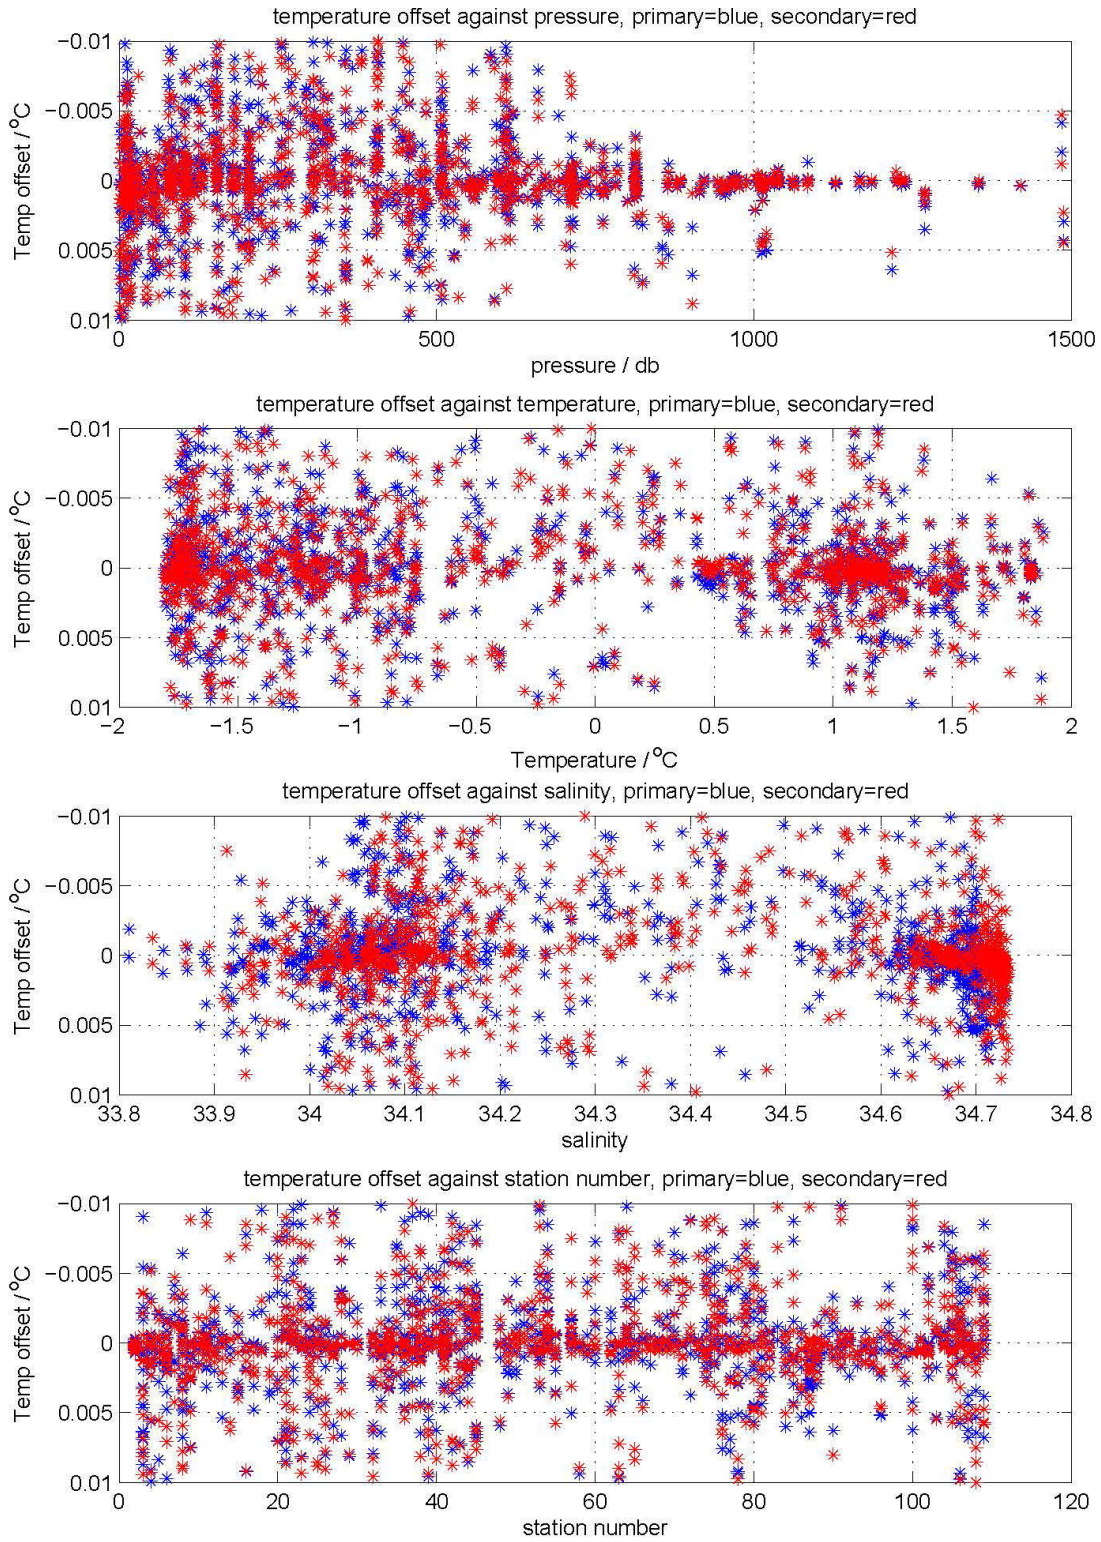 temperature offset against pressure, primary=blue, secondary=red
−0.01
−0.005
0
0.005
0.01
Temp offset / °C
0 500 1000 1500
pressure / db
temperature offset against temperature, primary=blue, secondary=red
−0.01
−0.005
0
0.005
0.01
Temp offset / °C
−2 −1.5 −1 −0.5 0 0.5 1 1.5 2
Temperature / °C
temperature offset against salinity, primary=blue, secondary=red
−0.01
−0.005
0
0.005
0.01
Temp offset / °C
33.8 33.9 34 34.1 34.2 34.3 34.4 34.5 34.6 34.7 34.8
salinity
temperature offset against station number, primary=blue, secondary=red
−0.01
−0.005
0
0.005
0.01
Temp offset / °C
0 20 40 60 80 100 120
station number